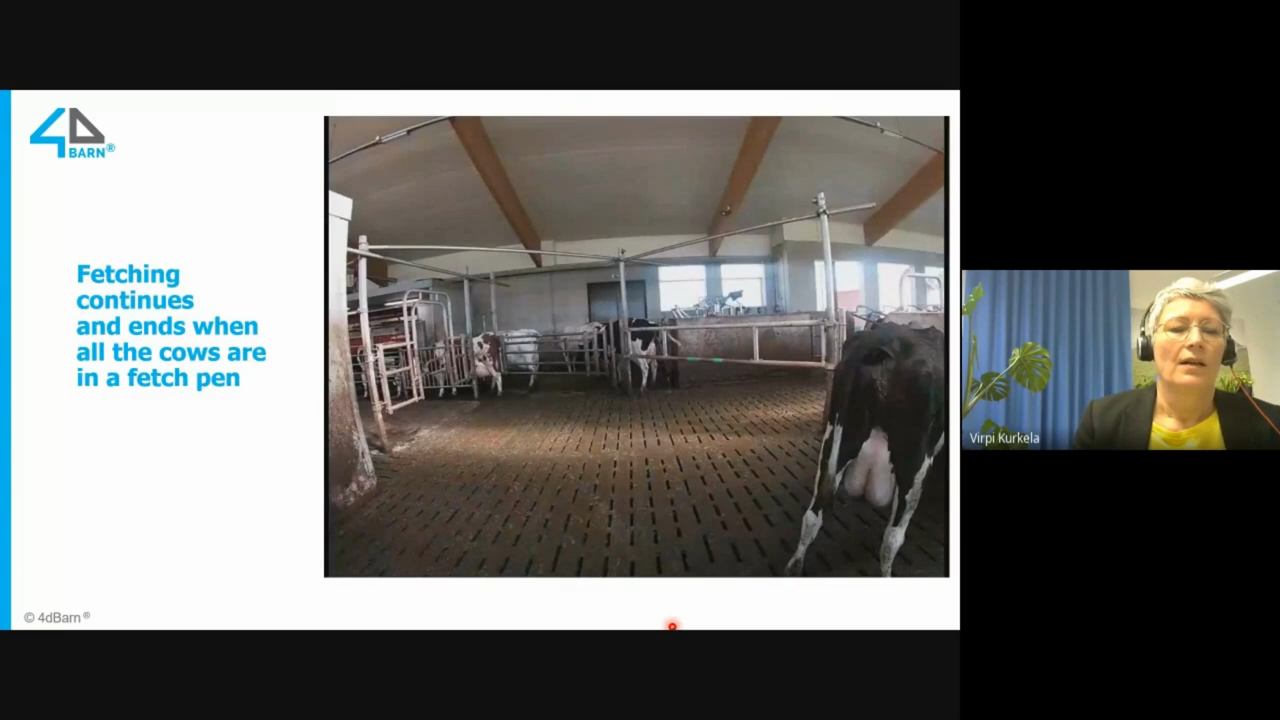 4D
BARN®
Fetching
continues
and ends when
all the cows are
in a fetch pen
© 4dBarn®
Virpi Kurkela